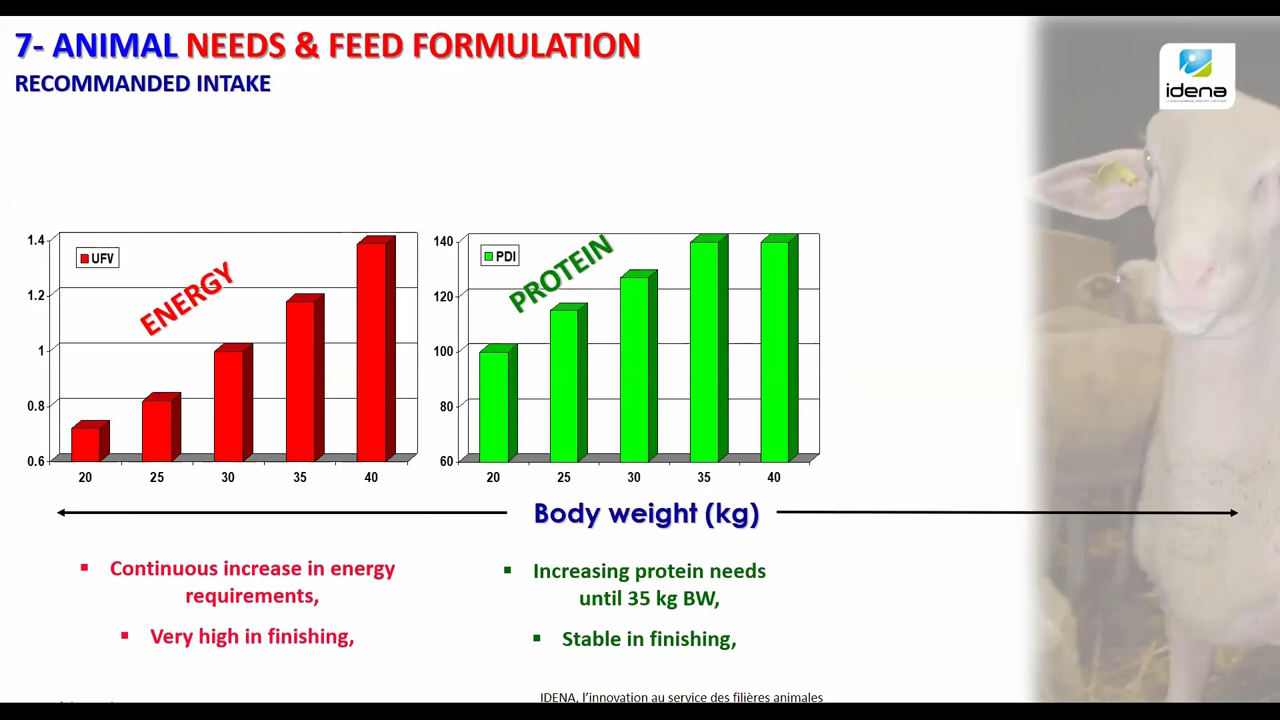 7- ANIMAL NEEDS & FEED FORMULATION
RECOMMANDED INTAKE
idena
1.4
1.2
1
0.8
0.6
UFV
ENERGY
20 25 30 35 40
140
120
100
80
60
PDI
PROTEIN
20 25 30 35 40
Body weight (kg)
▪ Continuous increase in energy
requirements,
▪ Very high in finishing,
▪ Increasing protein needs
until 35 kg BW,
▪ Stable in finishing,
IDENA, l'innovation au service des filières animales